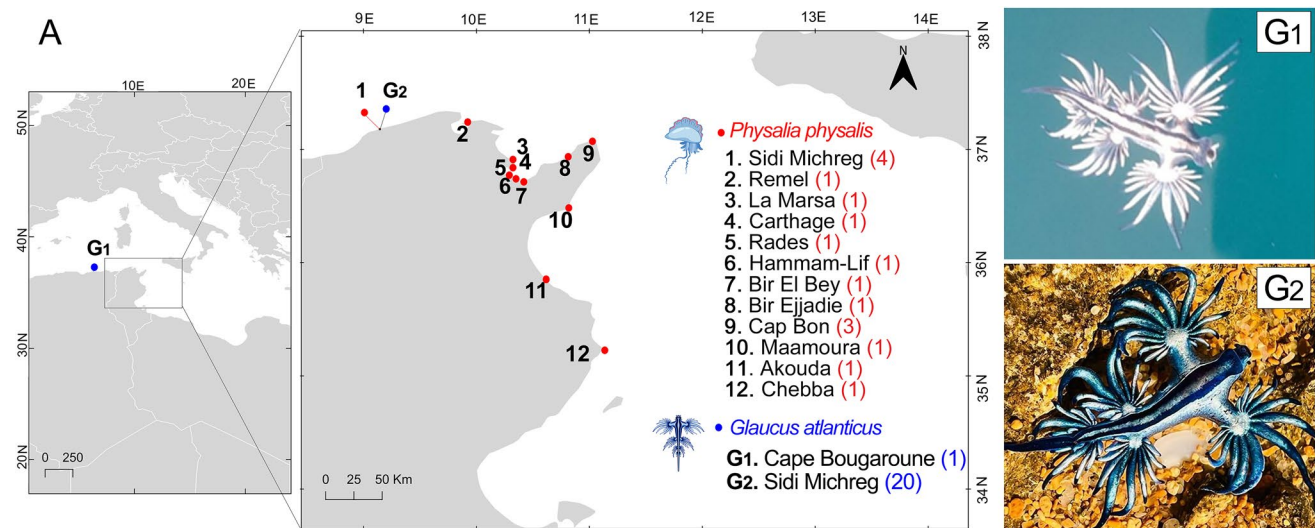 A
10E 20E
50N
40N
30N
20N
G1
0 250
9E 10E 11E 12E 13E 14E
38N
37N
36N
35N
34N
N
1 G2
2
3
4
5
6
7
8
9
10
11
12
0 25 50 Km
Physalia physalis
1. Sidi Michreg (4)
2. Remel (1)
3. La Marsa (1)
4. Carthage (1)
5. Rades (1)
6. Hammam-Lif (1)
7. Bir El Bey (1)
8. Bir Ejjadie (1)
9. Cap Bon (3)
10. Maamoura (1)
11. Akouda (1)
12. Chebba (1)
Glaucus atlanticus
G1. Cape Bougaroune (1)
G2. Sidi Michreg (20)
G1
G2